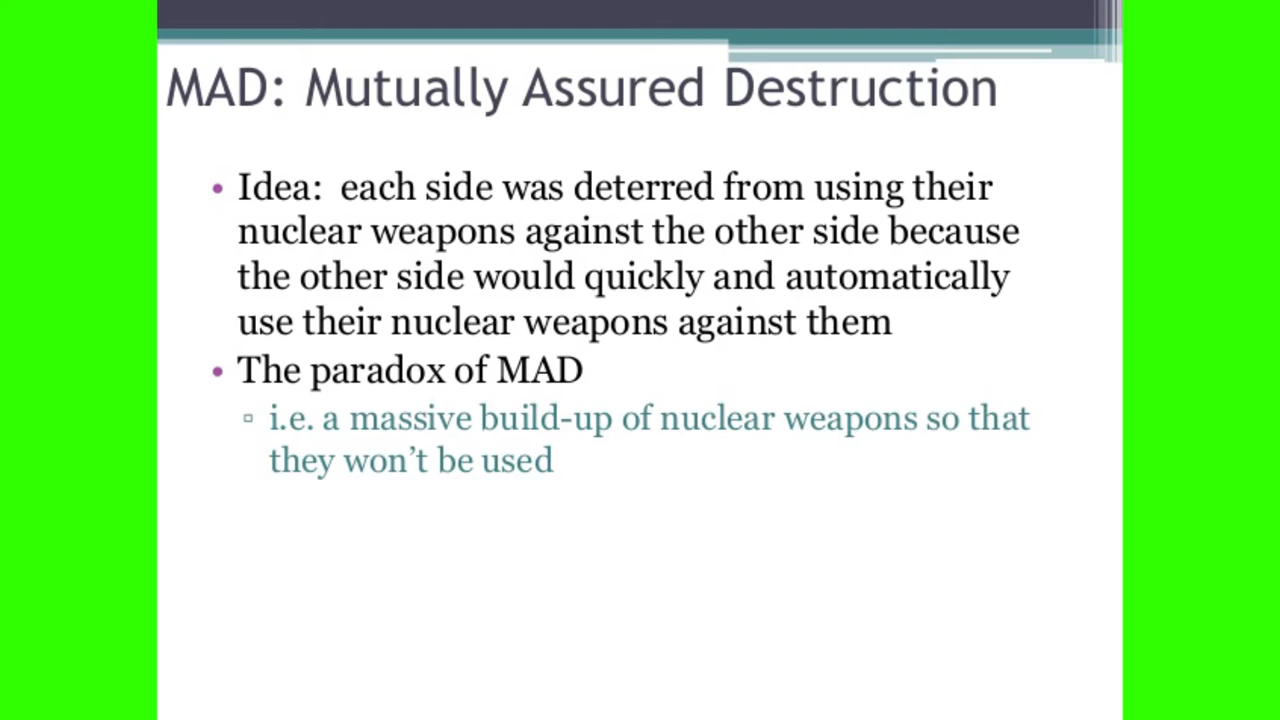 MAD: Mutually Assured Destruction
• Idea: each side was deterred from using their
nuclear weapons against the other side because
the other side would quickly and automatically
use their nuclear weapons against them
• The paradox of MAD
▫ i.e. a massive build-up of nuclear weapons so that
they won’t be used